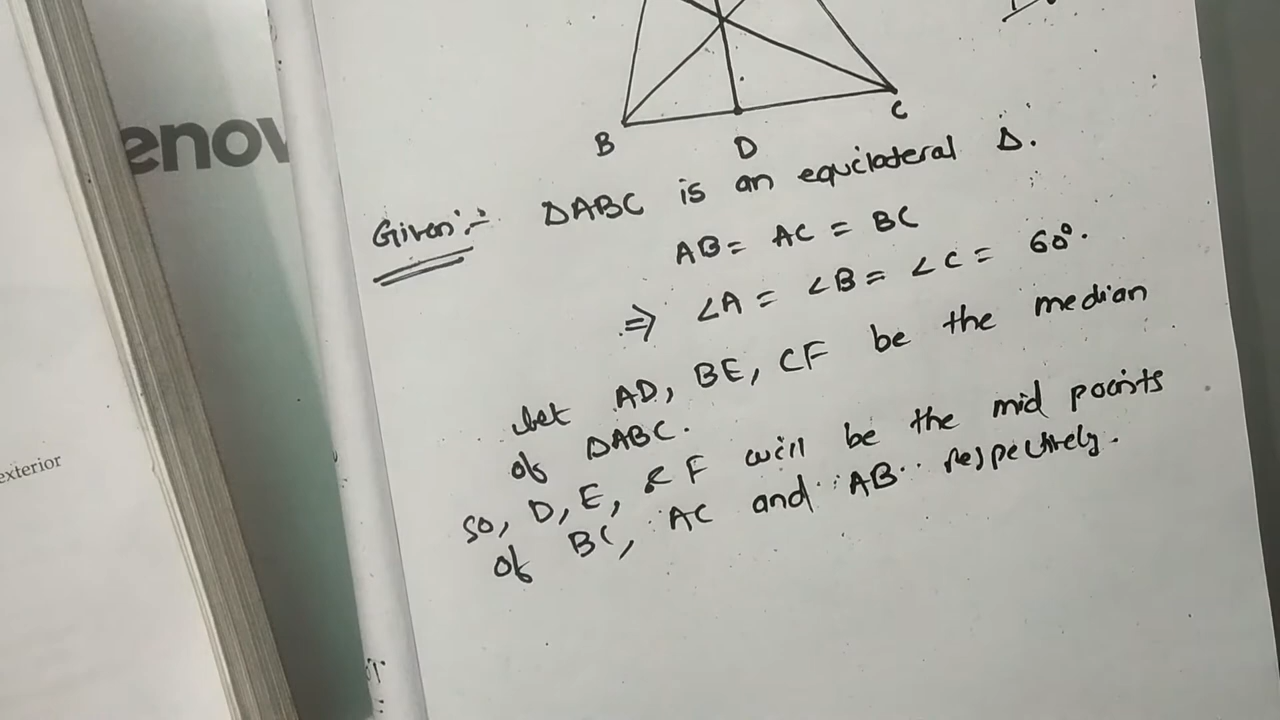 enov
B
D
C
Given:- ΔABC is an equilateral Δ.
AB = AC = BC
⇒ ∠A = ∠B = ∠C = 60°.
Let AD, BE, CF be the median
of ΔABC.
So, D, E, & F will be the mid points
of BC, AC and AB respectively.
exterior